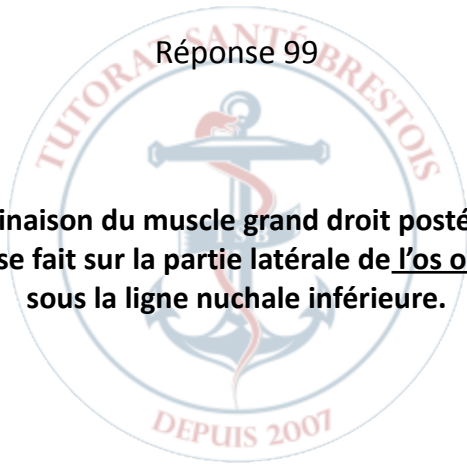 Réponse 99
TUTORAT SANTÉ BRESTOIS
inaison du muscle grand droit posté
se fait sur la partie latérale de l'os o
sous la ligne nuchale inférieure.
DEPUIS 2007